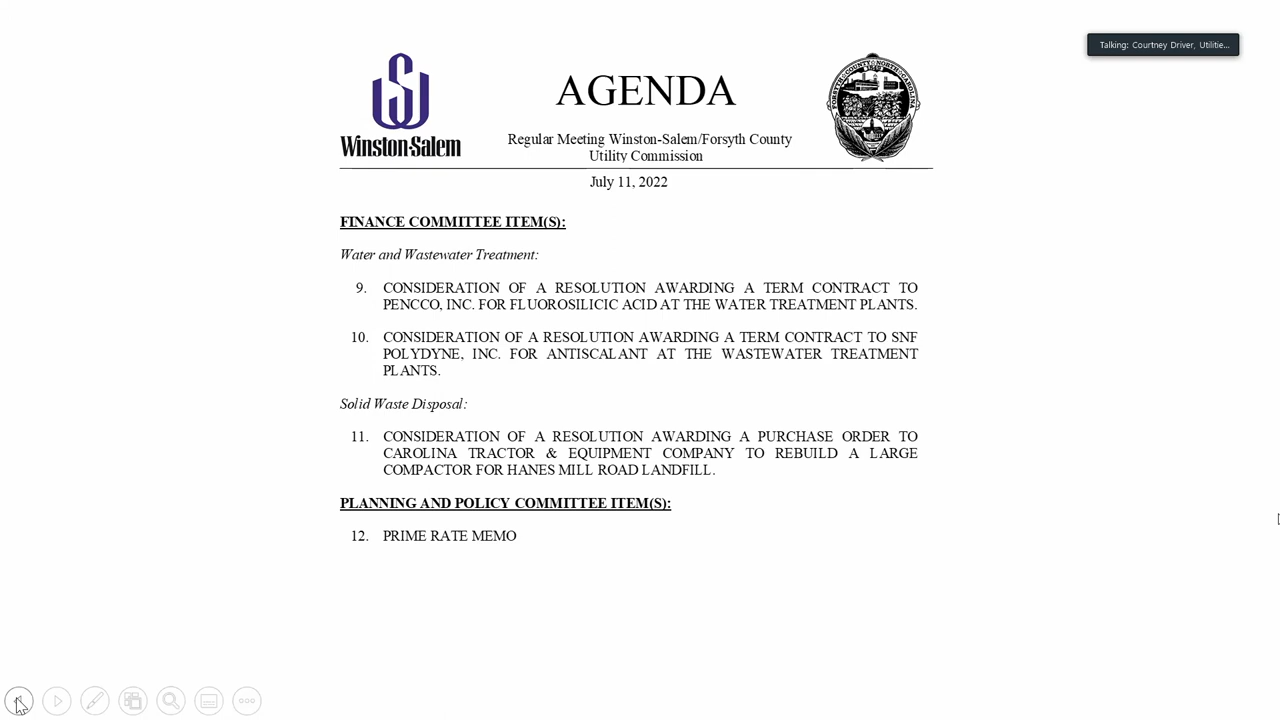 Talking: Courtney Driver, Utilitie...
AGENDA
Winston-Salem
Regular Meeting Winston-Salem/Forsyth County
Utility Commission
July 11, 2022
FINANCE COMMITTEE ITEM(S):
Water and Wastewater Treatment:
9. CONSIDERATION OF A RESOLUTION AWARDING A TERM CONTRACT TO
PENCCO, INC. FOR FLUOROSILICIC ACID AT THE WATER TREATMENT PLANTS.
10. CONSIDERATION OF A RESOLUTION AWARDING A TERM CONTRACT TO SNF
POLYDYNE, INC. FOR ANTISCALANT AT THE WASTEWATER TREATMENT
PLANTS.
Solid Waste Disposal:
11. CONSIDERATION OF A RESOLUTION AWARDING A PURCHASE ORDER TO
CAROLINA TRACTOR & EQUIPMENT COMPANY TO REBUILD A LARGE
COMPACTOR FOR HANES MILL ROAD LANDFILL.
PLANNING AND POLICY COMMITTEE ITEM(S):
12. PRIME RATE MEMO